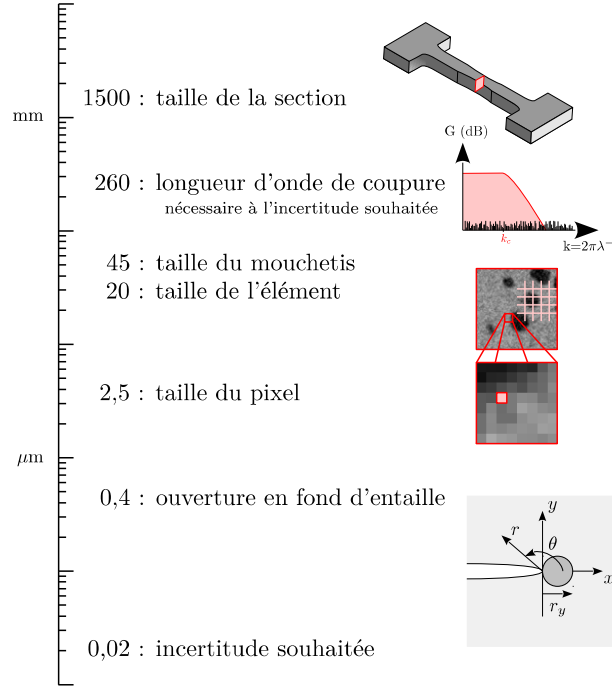 1500 : taille de la section
mm
G (dB)
260 : longueur d'onde de coupure
nécessaire à l'incertitude souhaitée
k_c
k=2πλ⁻
45 : taille du mouchetis
20 : taille de l'élément
2,5 : taille du pixel
μm
0,4 : ouverture en fond d'entaille
y
r
θ
x
r_y
0,02 : incertitude souhaitée